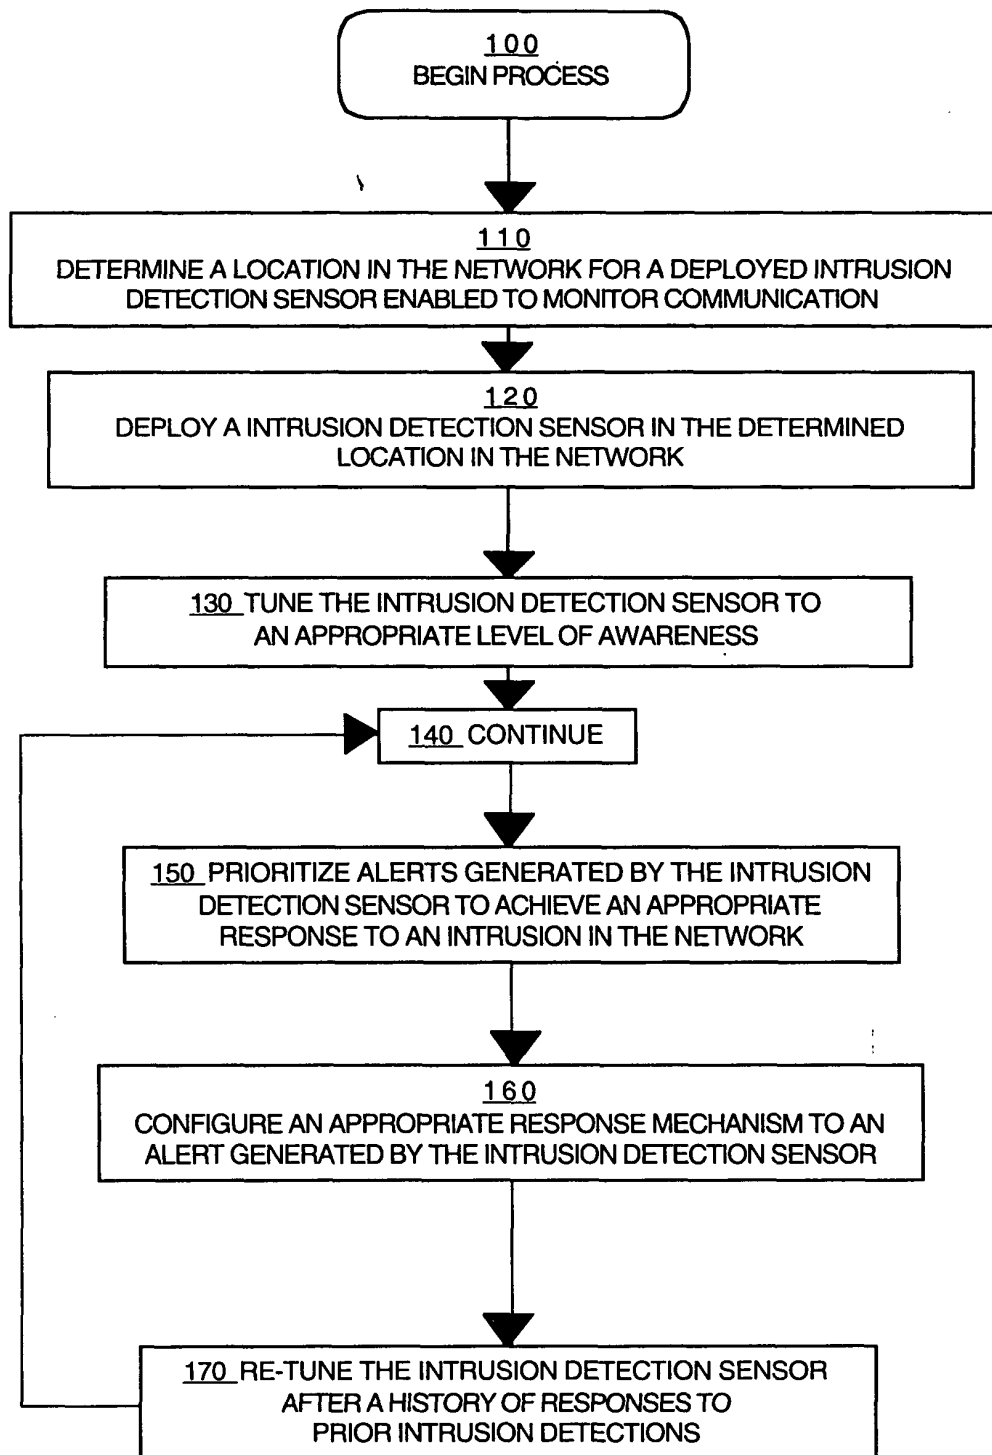 100
BEGIN PROCESS
110
DETERMINE A LOCATION IN THE NETWORK FOR A DEPLOYED INTRUSION
DETECTION SENSOR ENABLED TO MONITOR COMMUNICATION
120
DEPLOY A INTRUSION DETECTION SENSOR IN THE DETERMINED
LOCATION IN THE NETWORK
130 TUNE THE INTRUSION DETECTION SENSOR TO
AN APPROPRIATE LEVEL OF AWARENESS
140 CONTINUE
150 PRIORITIZE ALERTS GENERATED BY THE INTRUSION
DETECTION SENSOR TO ACHIEVE AN APPROPRIATE
RESPONSE TO AN INTRUSION IN THE NETWORK
160
CONFIGURE AN APPROPRIATE RESPONSE MECHANISM TO AN
ALERT GENERATED BY THE INTRUSION DETECTION SENSOR
170 RE-TUNE THE INTRUSION DETECTION SENSOR
AFTER A HISTORY OF RESPONSES TO
PRIOR INTRUSION DETECTIONS